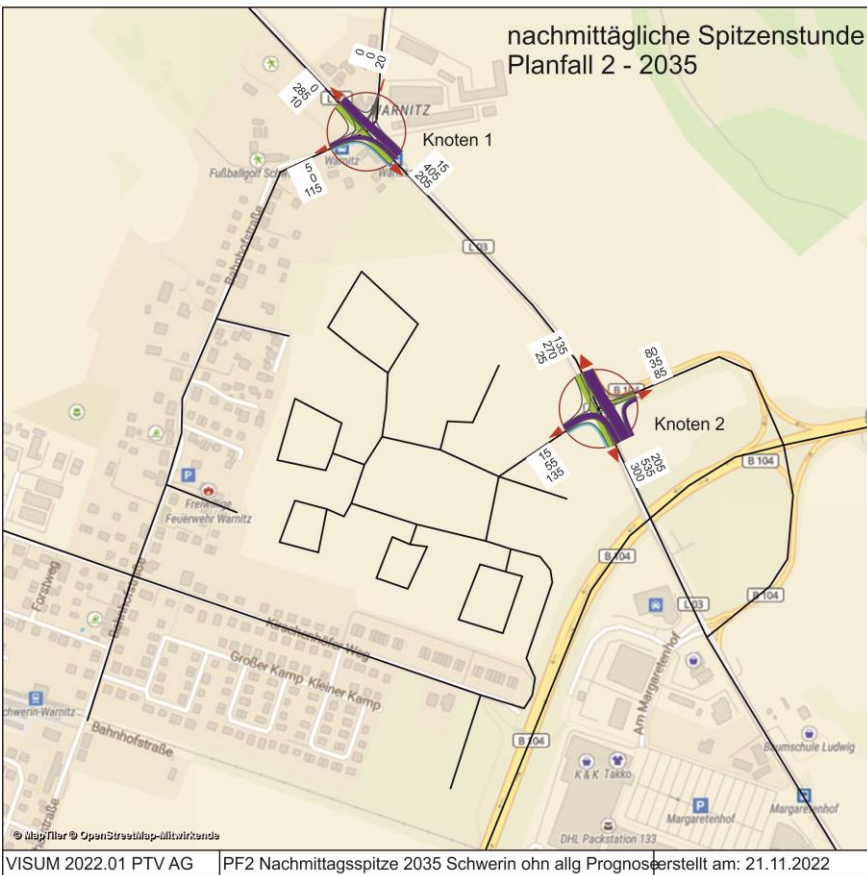 nachmittägliche Spitzenstunde
Planfall 2 - 2035
0
0
20
0
285
10
WARNITZ
Knoten 1
Warnitz
5
0
115
15
405
205
Bahnhofstraße
L 03
135
270
25
80
35
85
B 104
Knoten 2
15
55
135
205
535
300
B 104
P
Freiwillige
Feuerwehr Warnitz
B 104
L 03
B 104
Forstweg
Bahnhofstraße
Kirschenhöfer Weg
Großer Kamp
Kleiner Kamp
Am Margaretenhof
Bahnhofstraße
B 104
K & K
Takko
Baumschule Ludwig
P
Margaretenhof
Margaretenhof
DHL Packstation 133
© MapTiler © OpenStreetMap-Mitwirkende
VISUM 2022.01 PTV AG
PF2 Nachmittagsspitze 2035 Schwerin ohn allg Prognose
erstellt am: 21.11.2022